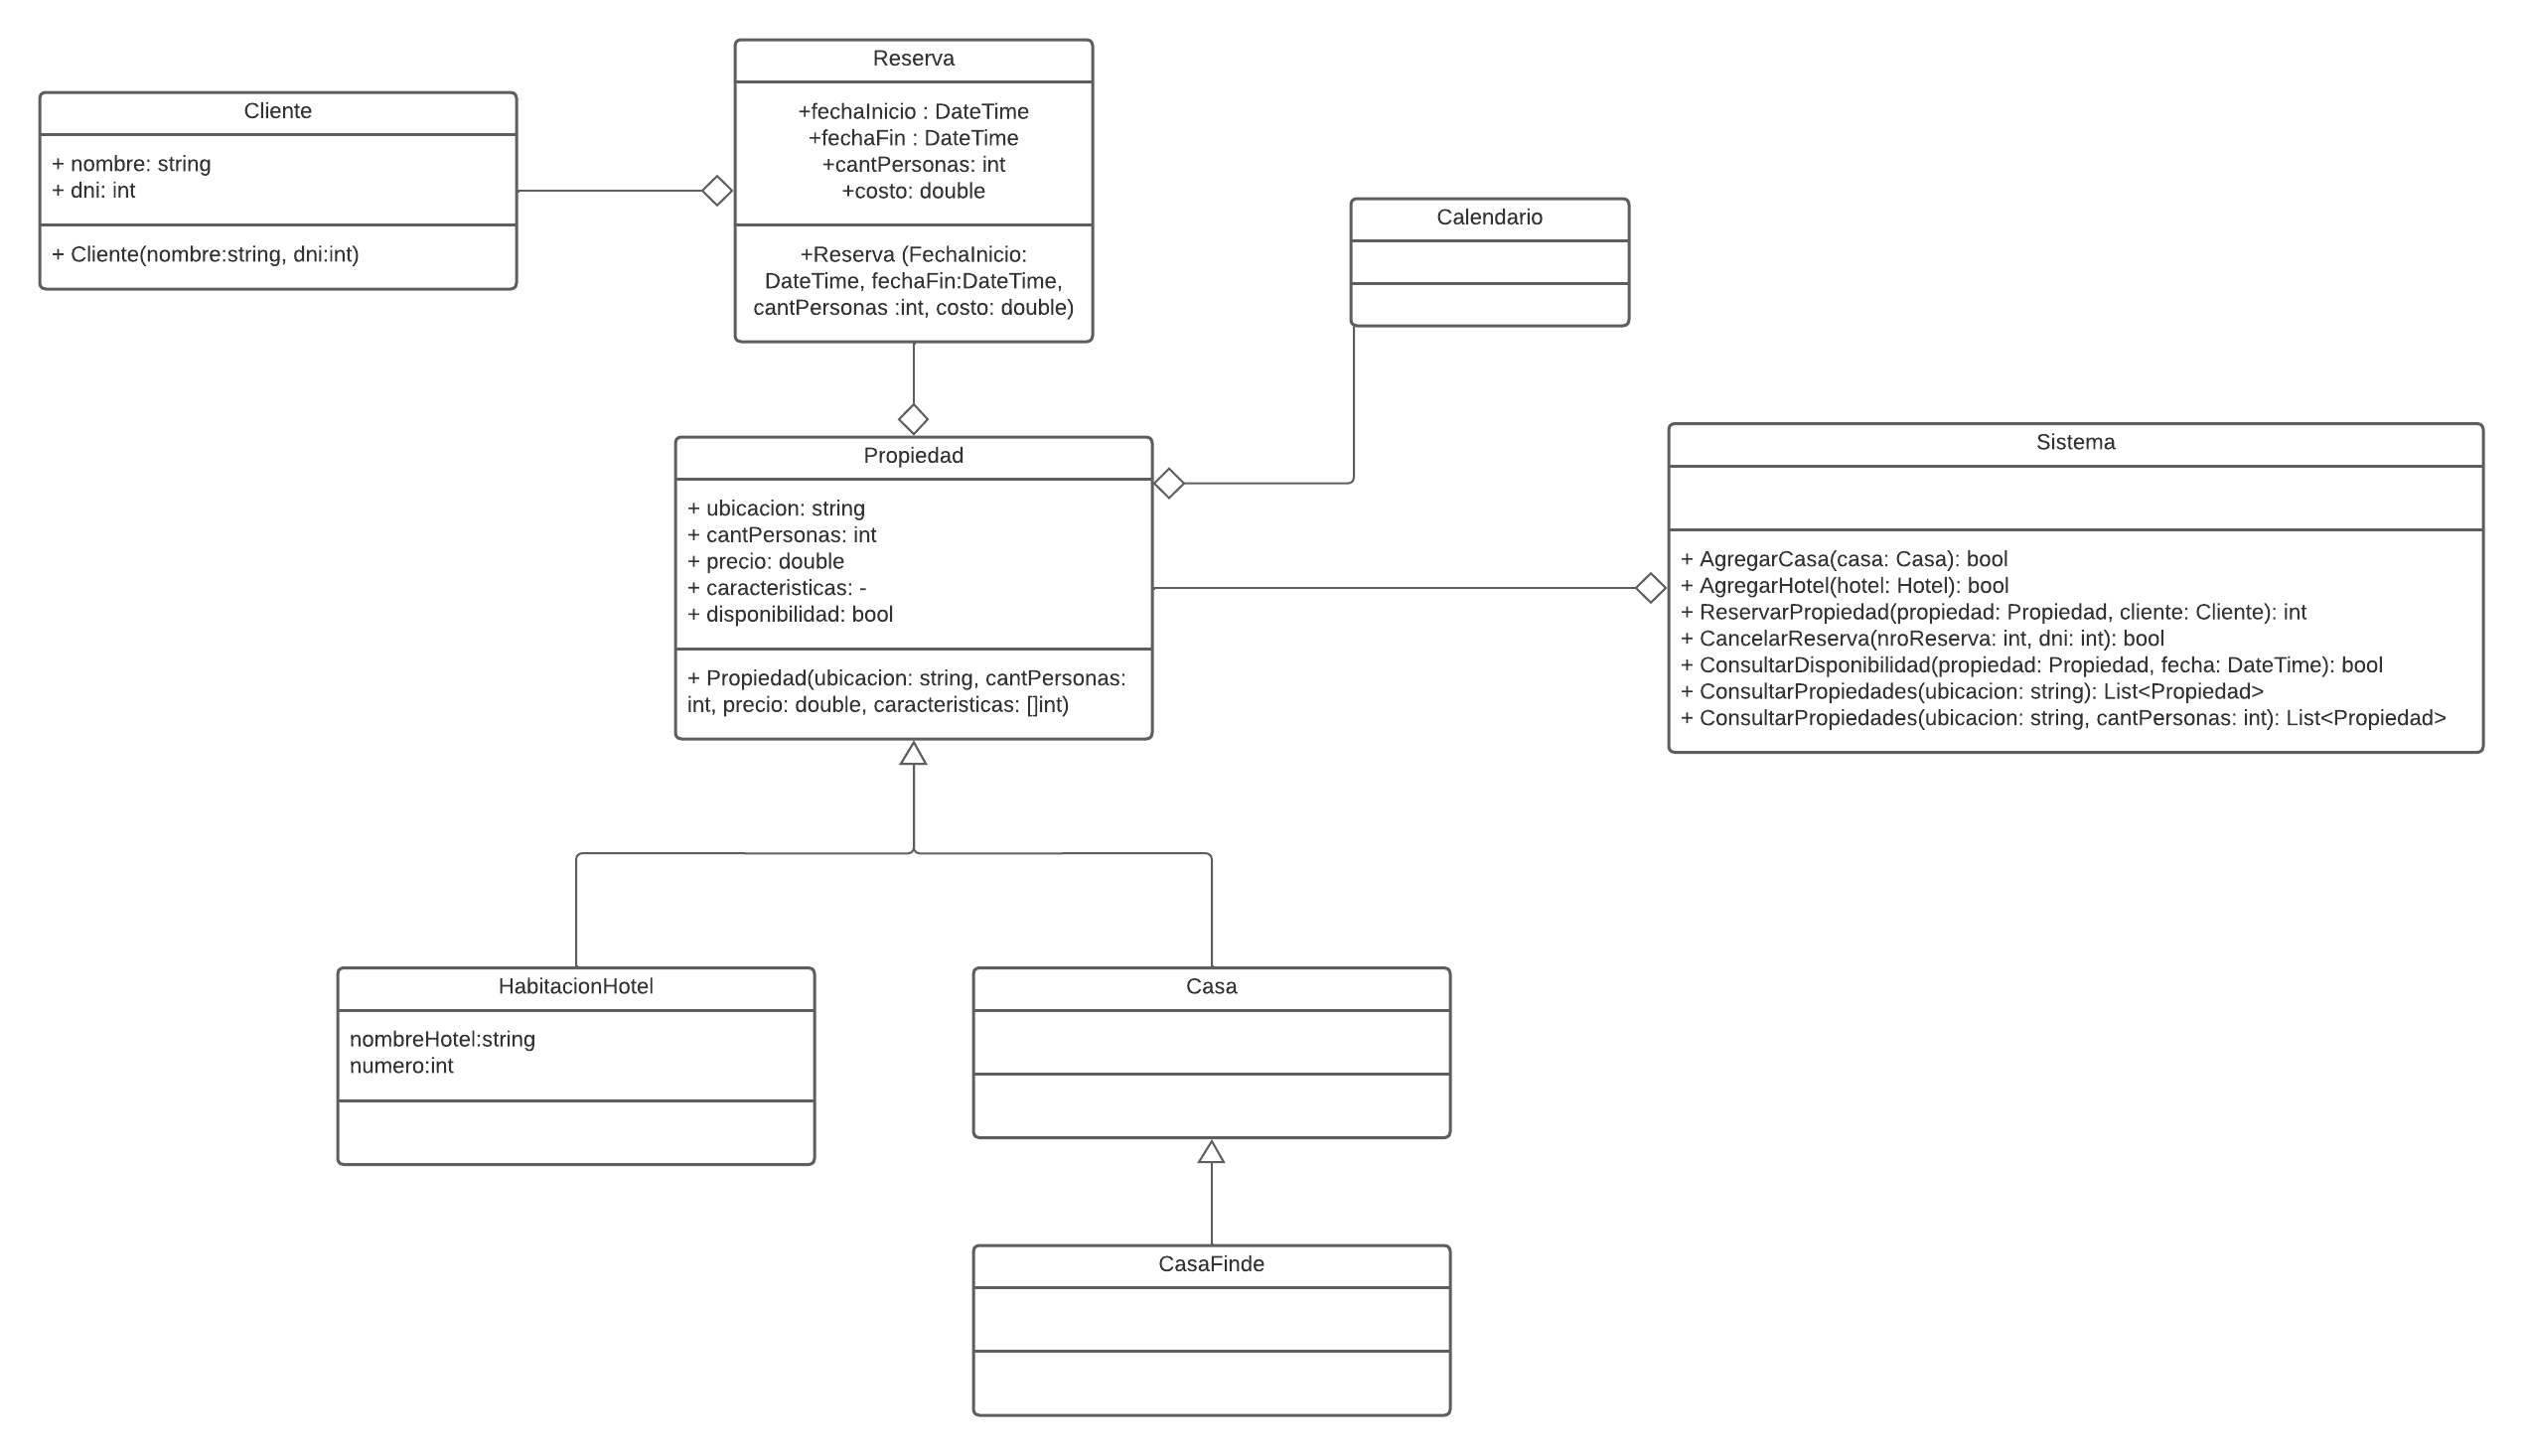 Reserva
+fechaInicio : DateTime
+fechaFin : DateTime
+cantPersonas: int
+costo: double
+Reserva (FechaInicio:
DateTime, fechaFin:DateTime,
cantPersonas :int, costo: double)
Cliente
+ nombre: string
+ dni: int
+ Cliente(nombre:string, dni:int)
Calendario
Propiedad
+ ubicacion: string
+ cantPersonas: int
+ precio: double
+ caracteristicas: -
+ disponibilidad: bool
+ Propiedad(ubicacion: string, cantPersonas:
int, precio: double, caracteristicas: []int)
Sistema
+ AgregarCasa(casa: Casa): bool
+ AgregarHotel(hotel: Hotel): bool
+ ReservarPropiedad(propiedad: Propiedad, cliente: Cliente): int
+ CancelarReserva(nroReserva: int, dni: int): bool
+ ConsultarDisponibilidad(propiedad: Propiedad, fecha: DateTime): bool
+ ConsultarPropiedades(ubicacion: string): List<Propiedad>
+ ConsultarPropiedades(ubicacion: string, cantPersonas: int): List<Propiedad>
HabitacionHotel
nombreHotel:string
numero:int
Casa
CasaFinde